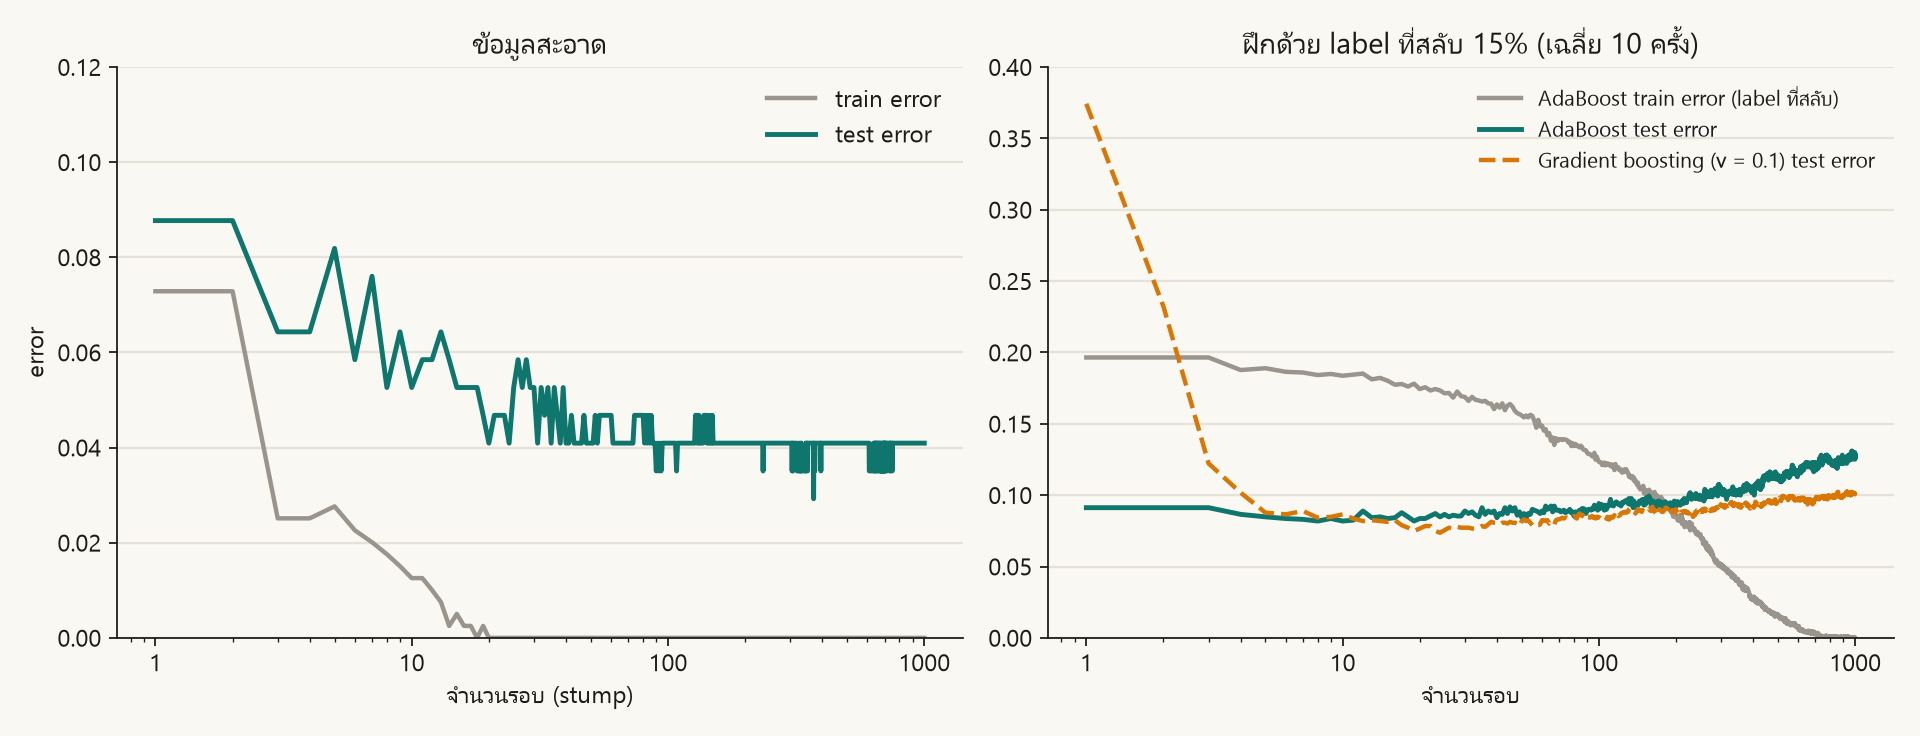 ข้อมูลสะอาด
0.12
0.10
0.08
0.06
0.04
0.02
0.00
error
train error
test error
1
10
100
1000
จำนวนรอบ (stump)
ฝึกด้วย label ที่สลับ 15% (เฉลี่ย 10 ครั้ง)
0.40
0.35
0.30
0.25
0.20
0.15
0.10
0.05
0.00
AdaBoost train error (label ที่สลับ)
AdaBoost test error
Gradient boosting (ν = 0.1) test error
1
10
100
1000
จำนวนรอบ